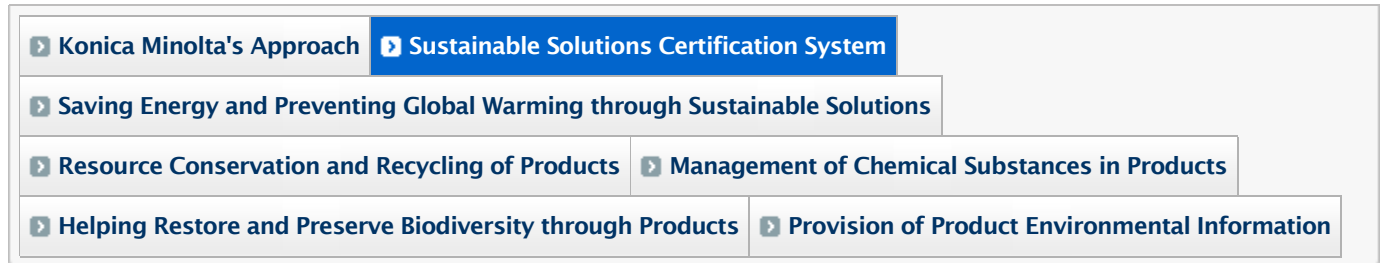 Konica Minolta's Approach Sustainable Solutions Certification System
Saving Energy and Preventing Global Warming through Sustainable Solutions
Resource Conservation and Recycling of Products Management of Chemical Substances in Products
Helping Restore and Preserve Biodiversity through Products Provision of Product Environmental Information